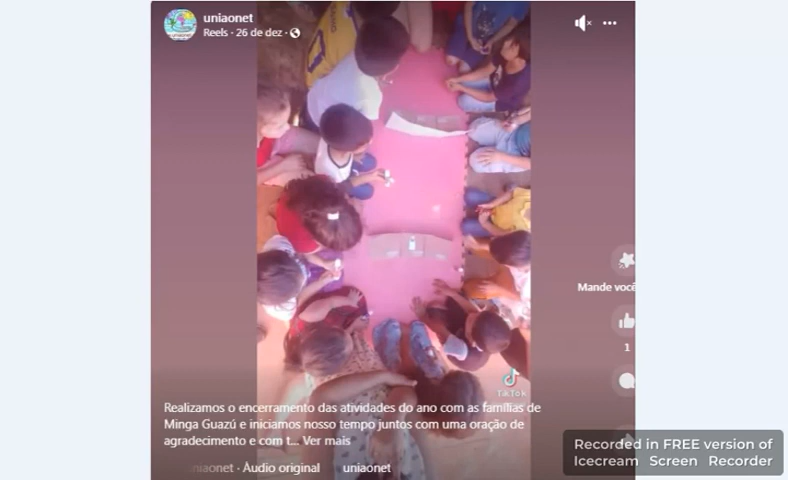 uniaonet
Reels · 26 de dez ·
Mande você
1
TikTok
Realizamos o encerramento das atividades do ano com as famílias de
Minga Guazú e iniciamos nosso tempo juntos com uma oração de
agradecimento e com t... Ver mais
niaonet · Áudio original uniaonet
Recorded in FREE version of
Icecream Screen Recorder